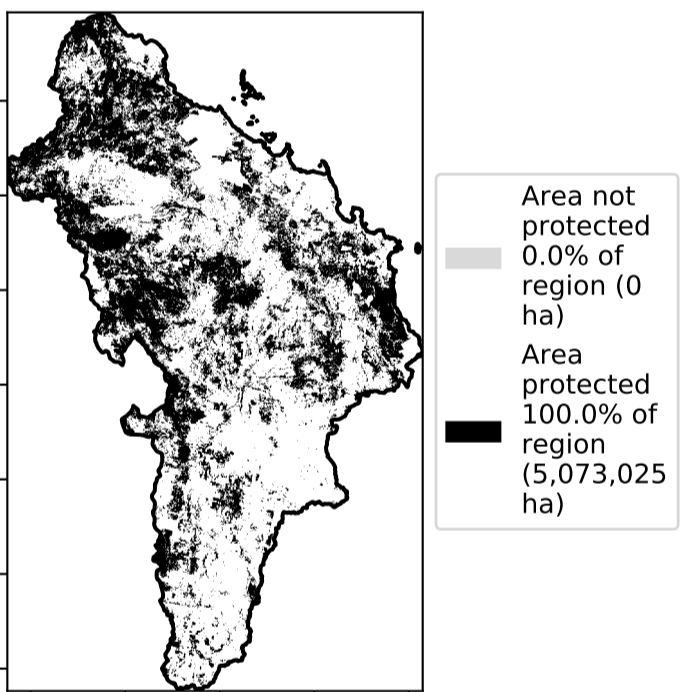 Area not
protected
0.0% of
region (0
ha)
Area
protected
100.0% of
region
(5,073,025
ha)